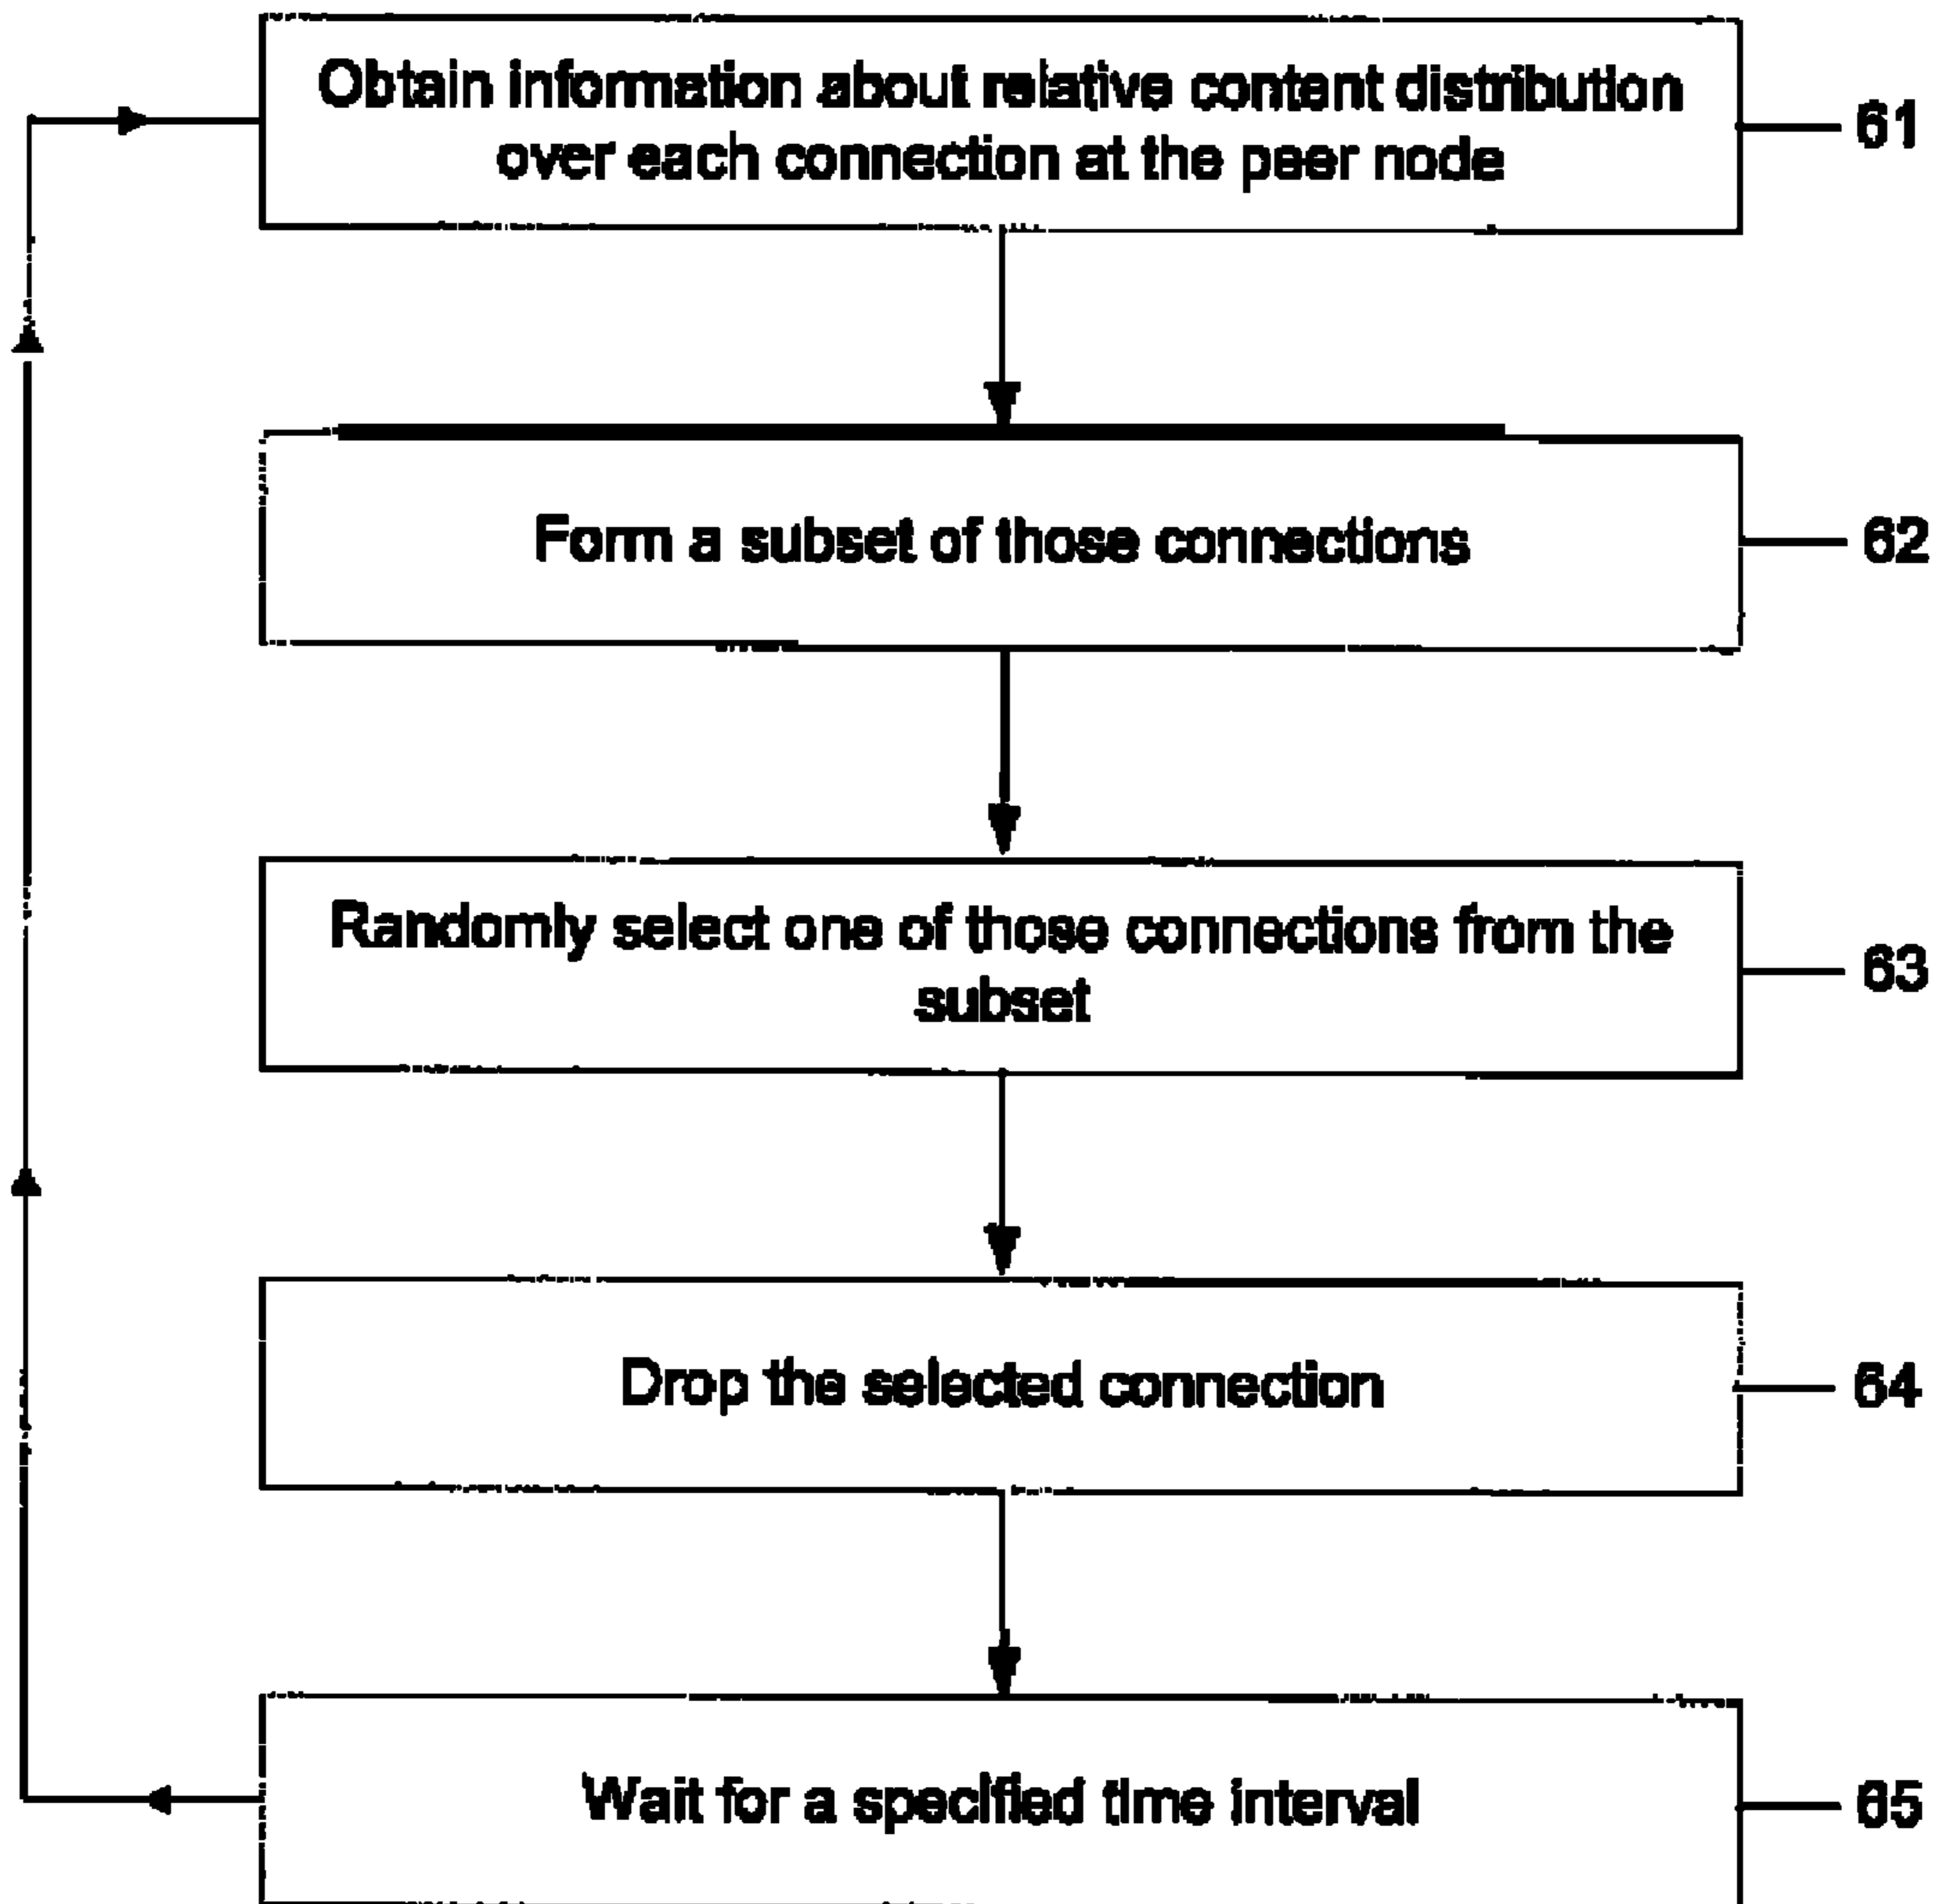 Obtain information about relative content distribution
over each connection at the peer node
61
Form a subset of those connections
62
Randomly select one of those connections from the
subset
63
Drop the selected connection
64
Wait for a specified time interval
65